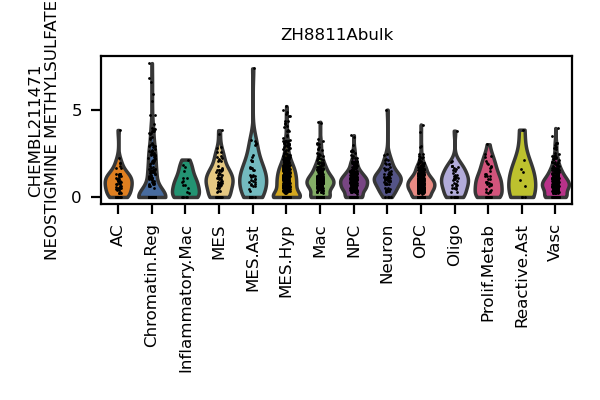 ZH8811Abulk
CHEMBL211471
NEOSTIGMINE METHYLSULFATE
5
0
AC
Chromatin.Reg
Inflammatory.Mac
MES
MES.Ast
MES.Hyp
Mac
NPC
Neuron
OPC
Oligo
Prolif.Metab
Reactive.Ast
Vasc